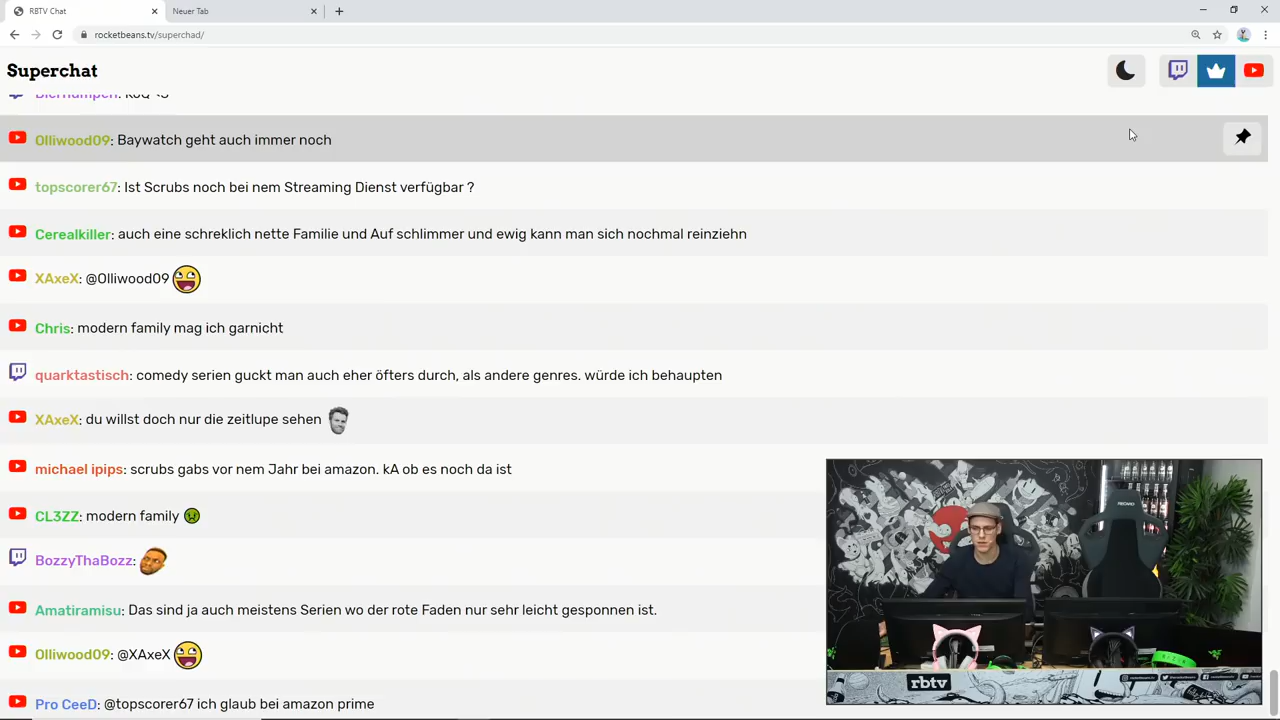 RBTV Chat
Neuer Tab
rocketbeans.tv/superchad/
Superchat
Olliwood09: Baywatch geht auch immer noch
topscorer67: Ist Scrubs noch bei nem Streaming Dienst verfügbar ?
Cerealkiller: auch eine schreklich nette Familie und Auf schlimmer und ewig kann man sich nochmal reinziehn
XAxeX: @Olliwood09
Chris: modern family mag ich garnicht
quarktastisch: comedy serien guckt man auch eher öfters durch, als andere genres. würde ich behaupten
XAxeX: du willst doch nur die zeitlupe sehen
michael ipips: scrubs gabs vor nem Jahr bei amazon. kA ob es noch da ist
CL3ZZ: modern family
BozzyThaBozz:
Amatiramisu: Das sind ja auch meistens Serien wo der rote Faden nur sehr leicht gesponnen ist.
Olliwood09: @XAxeX
Pro CeeD: @topscorer67 ich glaub bei amazon prime
rbtv